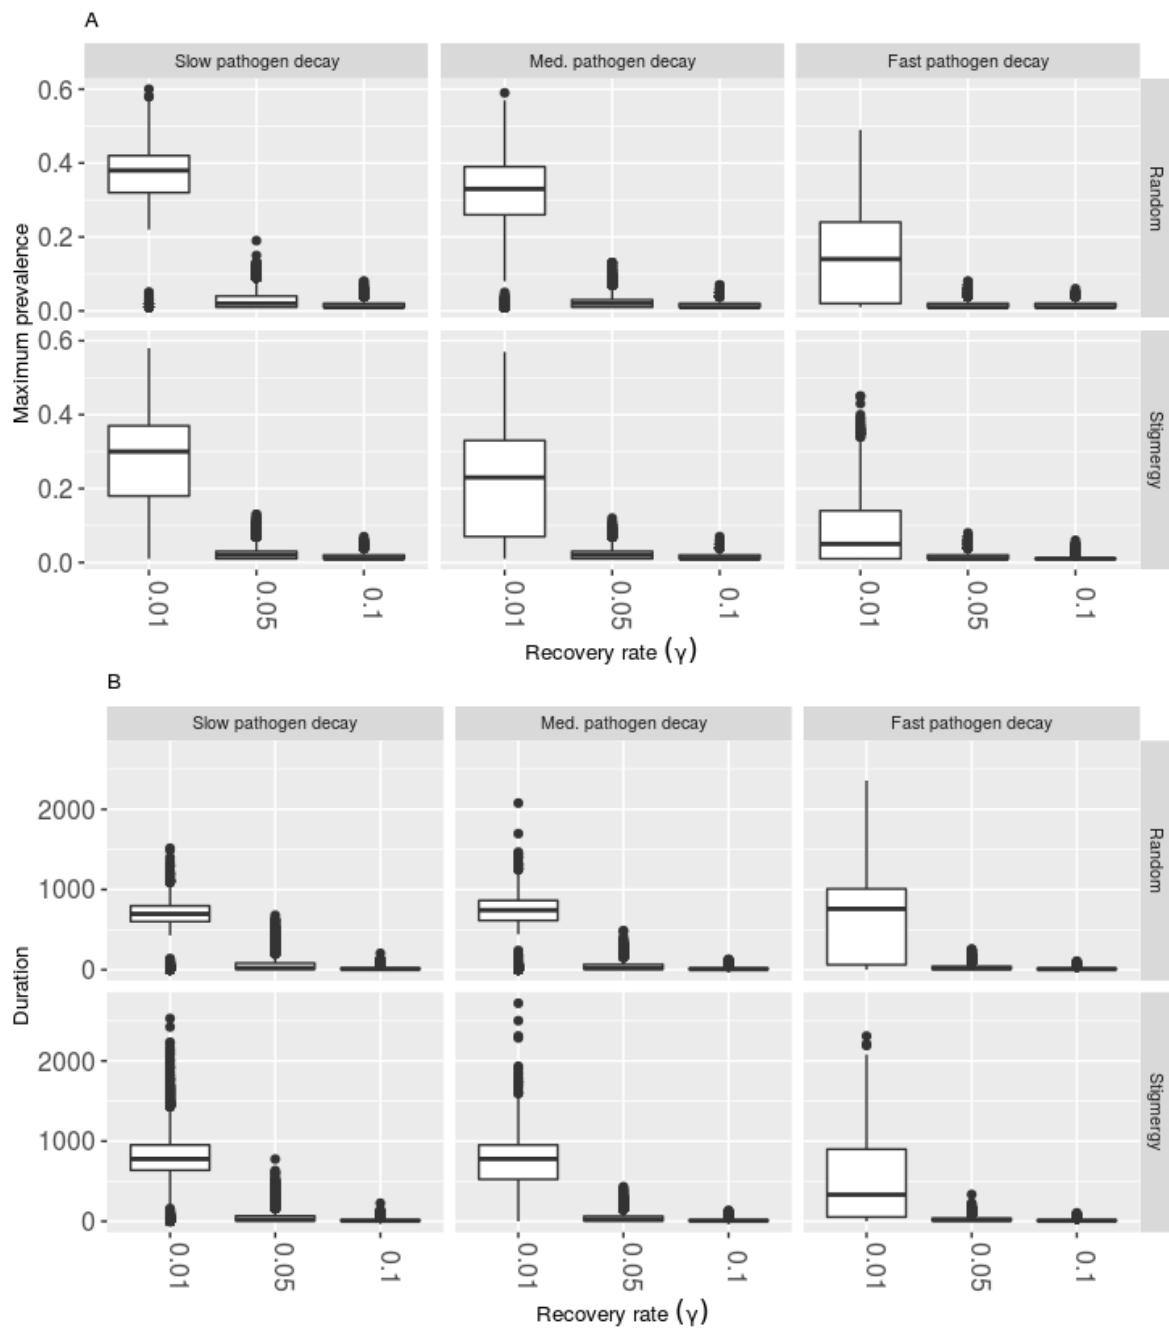 A
Slow pathogen decay Med. pathogen decay Fast pathogen decay
Maximum prevalence
0.6
0.4
0.2
0.0
Random
0.6
0.4
0.2
0.0
Stigmergy
0.01 0.05 0.1 0.01 0.05 0.1 0.01 0.05 0.1
Recovery rate (γ)
B
Slow pathogen decay Med. pathogen decay Fast pathogen decay
Duration
2000
1000
0
Random
2000
1000
0
Stigmergy
0.01 0.05 0.1 0.01 0.05 0.1 0.01 0.05 0.1
Recovery rate (γ)